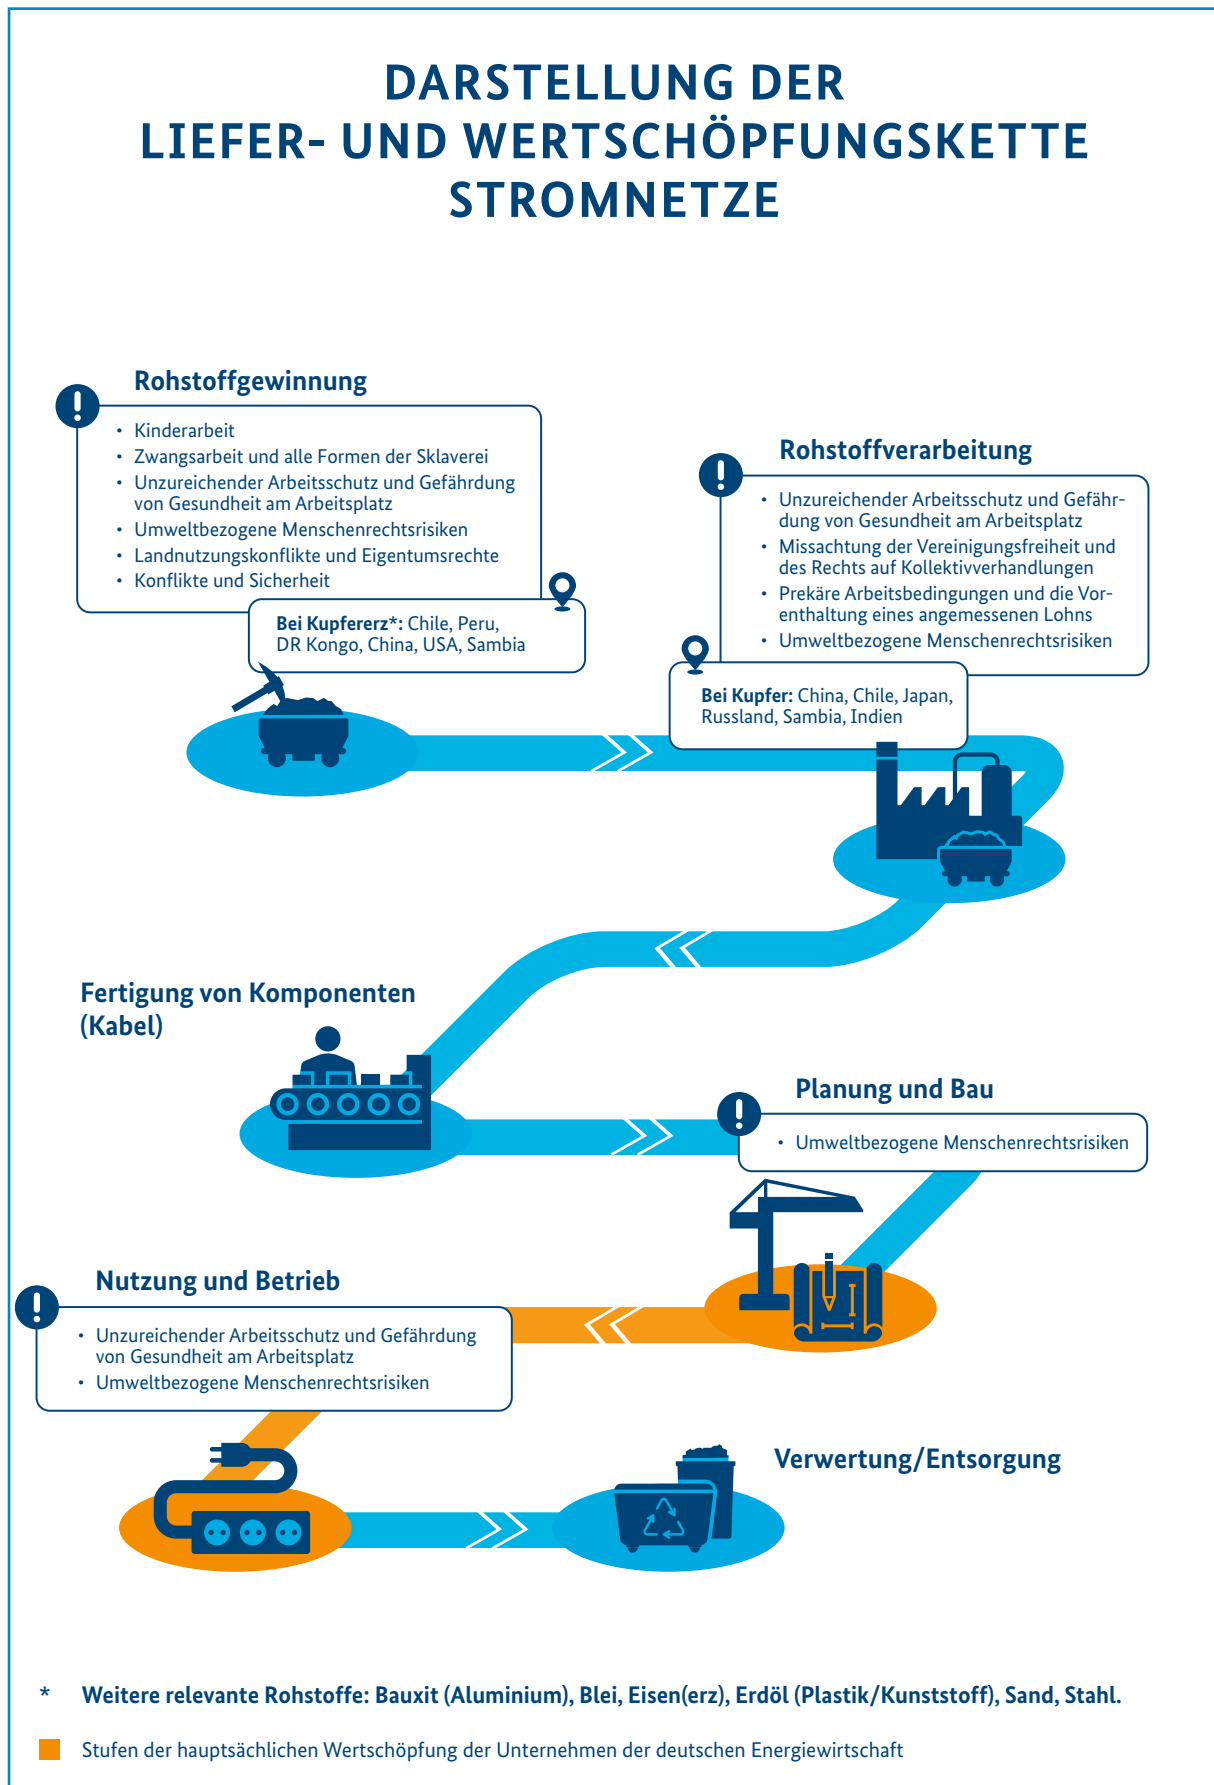 DARSTELLUNG DER
LIEFER- UND WERTSCHÖPFUNGSKETTE
STROMNETZE
Rohstoffgewinnung
• Kinderarbeit
• Zwangsarbeit und alle Formen der Sklaverei
• Unzureichender Arbeitsschutz und Gefährdung
von Gesundheit am Arbeitsplatz
• Umweltbezogene Menschenrechtsrisiken
• Landnutzungskonflikte und Eigentumsrechte
• Konflikte und Sicherheit
Bei Kupfererz*: Chile, Peru,
DR Kongo, China, USA, Sambia
Rohstoffverarbeitung
• Unzureichender Arbeitsschutz und Gefähr-
dung von Gesundheit am Arbeitsplatz
• Missachtung der Vereinigungsfreiheit und
des Rechts auf Kollektivverhandlungen
• Prekäre Arbeitsbedingungen und die Vor-
enthaltung eines angemessenen Lohns
• Umweltbezogene Menschenrechtsrisiken
Bei Kupfer: China, Chile, Japan,
Russland, Sambia, Indien
Fertigung von Komponenten
(Kabel)
Planung und Bau
• Umweltbezogene Menschenrechtsrisiken
Nutzung und Betrieb
• Unzureichender Arbeitsschutz und Gefährdung
von Gesundheit am Arbeitsplatz
• Umweltbezogene Menschenrechtsrisiken
Verwertung/Entsorgung
* Weitere relevante Rohstoffe: Bauxit (Aluminium), Blei, Eisen(erz), Erdöl (Plastik/Kunststoff), Sand, Stahl.
Stufen der hauptsächlichen Wertschöpfung der Unternehmen der deutschen Energiewirtschaft